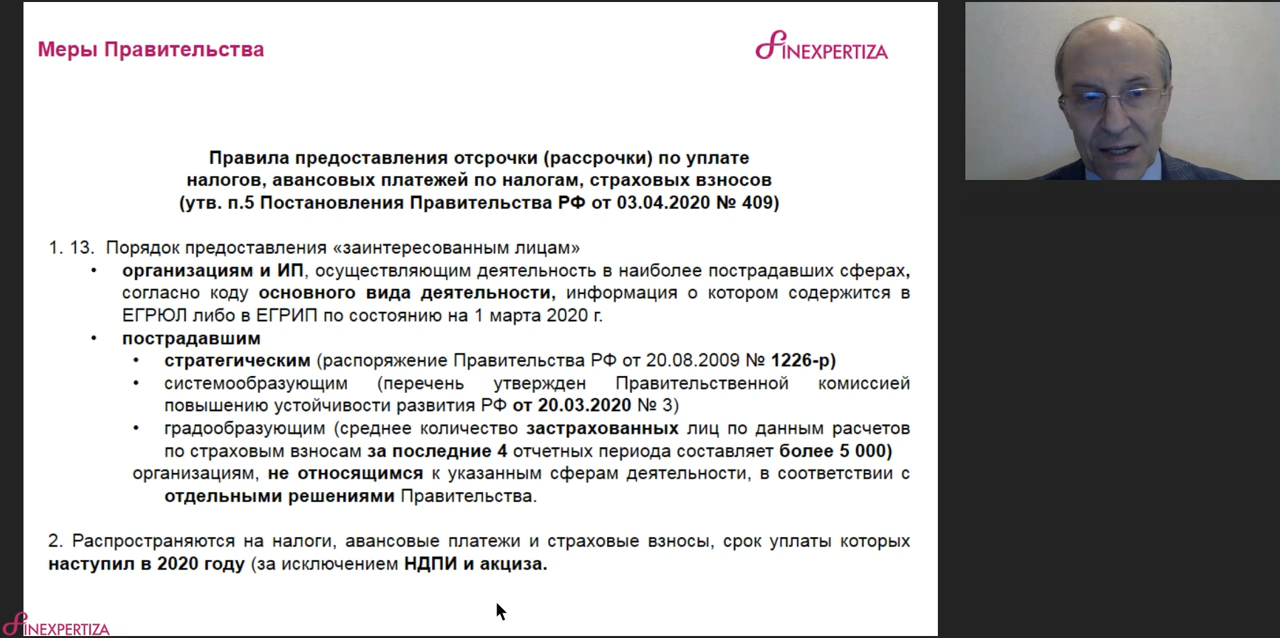 Меры Правительства
FINEXPERTIZA
Правила предоставления отсрочки (рассрочки) по уплате
налогов, авансовых платежей по налогам, страховых взносов
(утв. п.5 Постановления Правительства РФ от 03.04.2020 № 409)
1. 13. Порядок предоставления «заинтересованным лицам»
• организациям и ИП, осуществляющим деятельность в наиболее пострадавших сферах,
согласно коду основного вида деятельности, информация о котором содержится в
ЕГРЮЛ либо в ЕГРИП по состоянию на 1 марта 2020 г.
• пострадавшим
• стратегическим (распоряжение Правительства РФ от 20.08.2009 № 1226-р)
• системообразующим (перечень утвержден Правительственной комиссией
повышению устойчивости развития РФ от 20.03.2020 № 3)
• градообразующим (среднее количество застрахованных лиц по данным расчетов
по страховым взносам за последние 4 отчетных периода составляет более 5 000)
организациям, не относящимся к указанным сферам деятельности, в соответствии с
отдельными решениями Правительства.
2. Распространяются на налоги, авансовые платежи и страховые взносы, срок уплаты которых
наступил в 2020 году (за исключением НДПИ и акциза.
FINEXPERTIZA